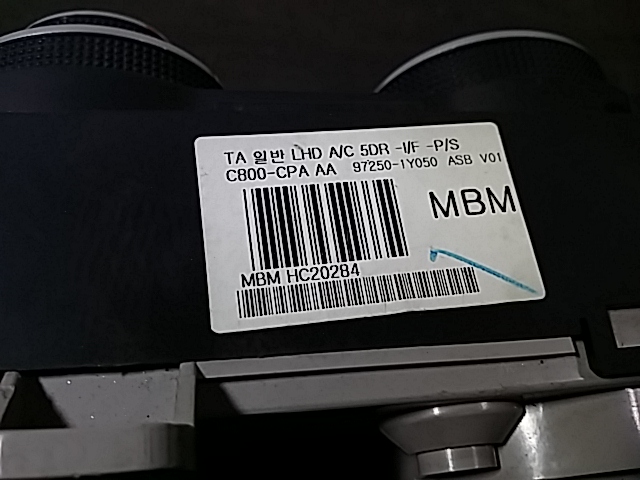 TA 일반 LHD A/C 5DR -I/F -P/S
C800-CPA AA 97250-1Y050 ASB V01
MBM
MBM HC20284